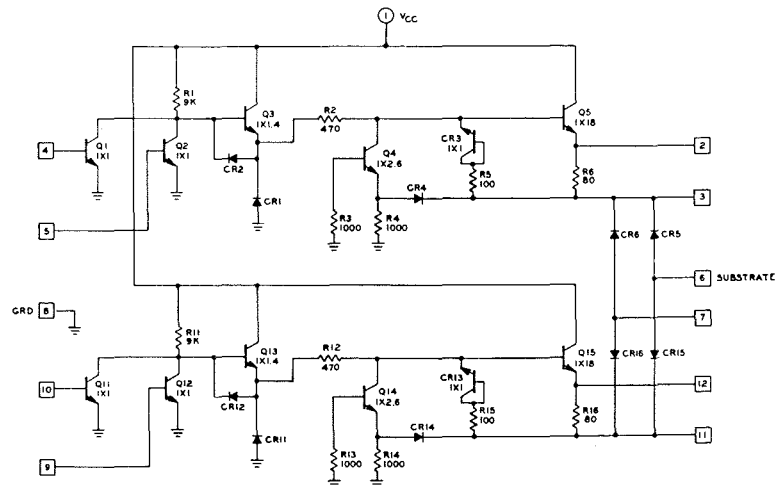 1 VCC
R1
9K
Q3
1X1.4
R2
470
Q5
1X18
4
Q1
1X1
Q2
1X1
CR2
Q4
1X2.6
CR3
1X1
2
R5
100
R6
80
CR1
CR4
3
5
R3
1000
R4
1000
CR6
CR5
6 SUBSTRATE
GRD 8
7
R11
9K
Q13
1X1.4
R12
470
Q15
1X18
CR16
CR15
10
Q11
1X1
Q12
1X1
CR12
Q14
1X2.6
CR13
1X1
12
R15
100
R16
80
CR11
CR14
11
9
R13
1000
R14
1000